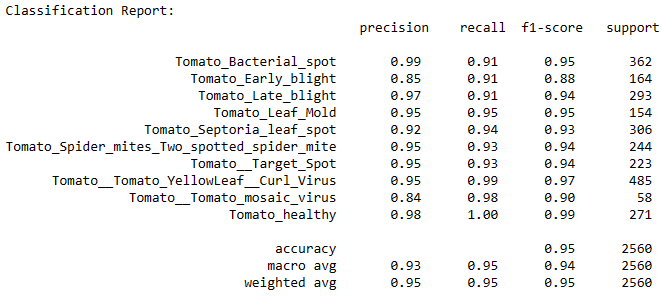 Classification Report:
precision recall f1-score support
Tomato_Bacterial_spot 0.99 0.91 0.95 362
Tomato_Early_blight 0.85 0.91 0.88 164
Tomato_Late_blight 0.97 0.91 0.94 293
Tomato_Leaf_Mold 0.95 0.95 0.95 154
Tomato_Septoria_leaf_spot 0.92 0.94 0.93 306
Tomato_Spider_mites_Two_spotted_spider_mite 0.95 0.93 0.94 244
Tomato__Target_Spot 0.95 0.93 0.94 223
Tomato__Tomato_YellowLeaf__Curl_Virus 0.95 0.99 0.97 485
Tomato__Tomato_mosaic_virus 0.84 0.98 0.90 58
Tomato_healthy 0.98 1.00 0.99 271
accuracy 0.95 2560
macro avg 0.93 0.95 0.94 2560
weighted avg 0.95 0.95 0.95 2560